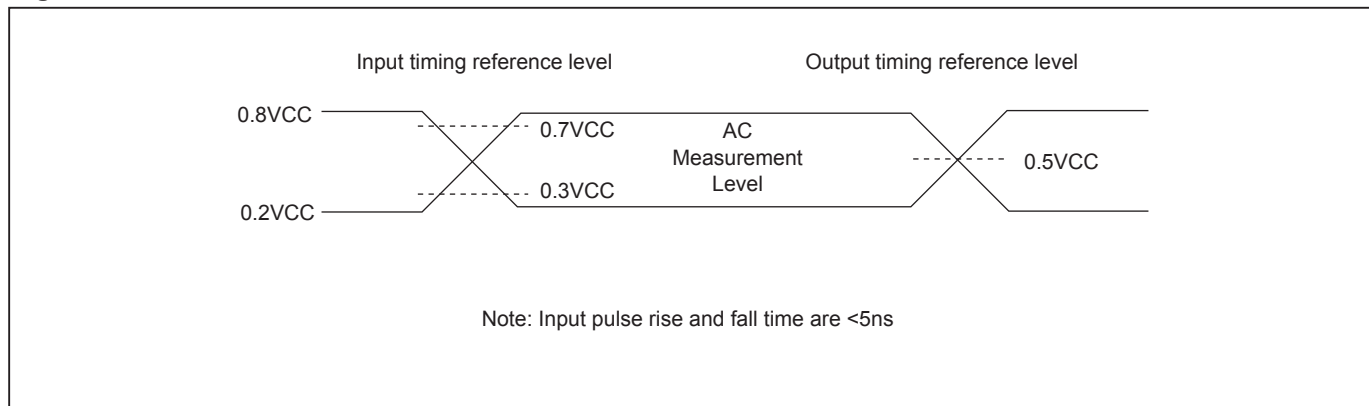 Input timing reference level
Output timing reference level
0.8VCC
0.7VCC
AC
Measurement
Level
0.5VCC
0.3VCC
0.2VCC
Note: Input pulse rise and fall time are <5ns